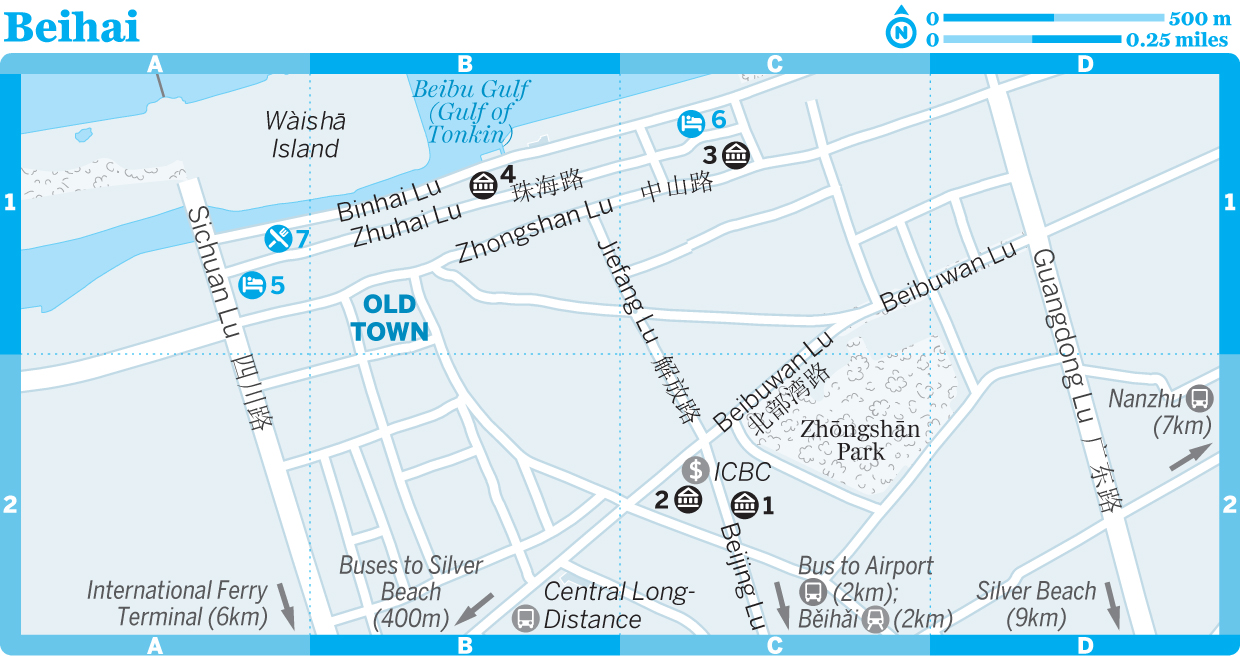 Beihai
N
0 500 m
0 0.25 miles
A B C D
1 1
2 2
Wàishā
Island
Beibu Gulf
(Gulf of
Tonkin)
6
3
4
Binhai Lu
Zhuhai Lu 珠海路
Zhongshan Lu 中山路
7
5
Sichuan Lu 四川路
OLD
TOWN
Jiefang Lu 解放路
Beibuwan Lu
Beibuwan Lu
北部湾路
Guangdong Lu 广东路
Zhōngshān
Park
Nanzhu
(7km)
$ ICBC
2
1
Beijing Lu
International Ferry
Terminal (6km)
Buses to Silver
Beach
(400m)
Central Long-
Distance
Bus to Airport
(2km);
Běihǎi (2km)
Silver Beach
(9km)
A B C D